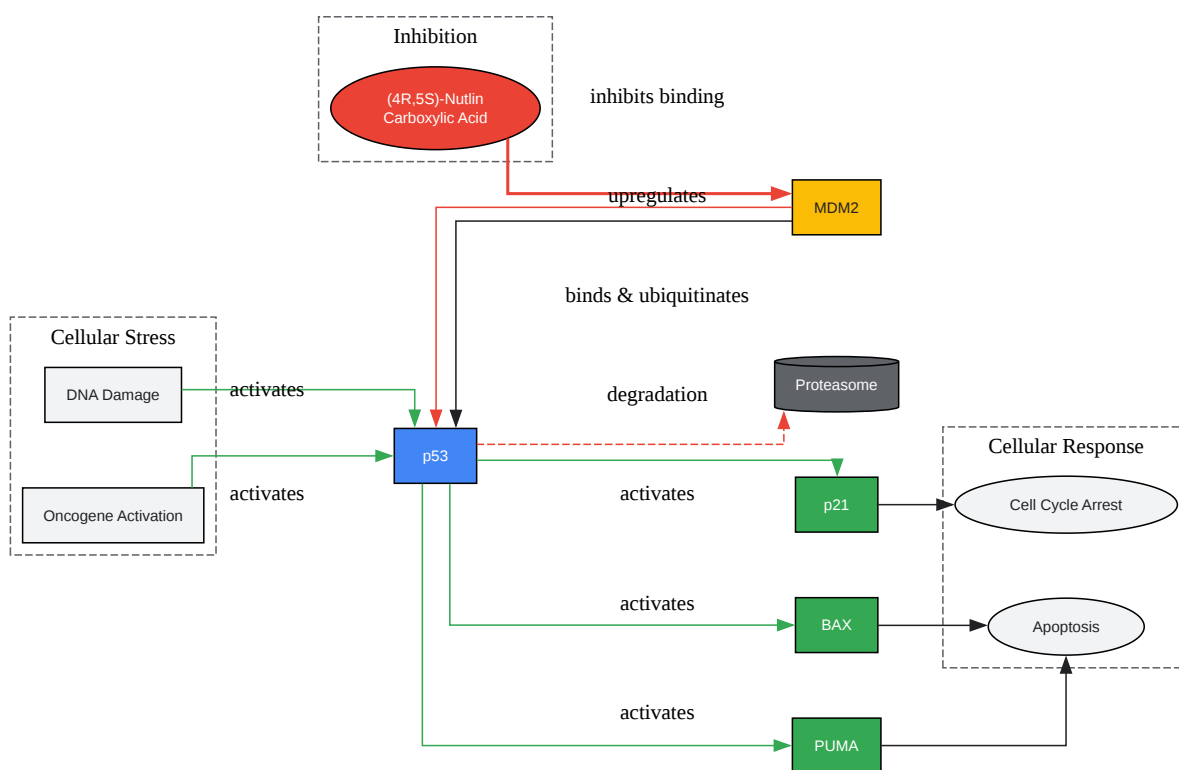 Inhibition
(4R,5S)-Nutlin
Carboxylic Acid
inhibits binding
upregulates
MDM2
binds & ubiquitinates
Cellular Stress
DNA Damage
activates
degradation
Proteasome
p53
Cellular Response
Oncogene Activation
activates
activates
p21
Cell Cycle Arrest
activates
BAX
Apoptosis
activates
PUMA